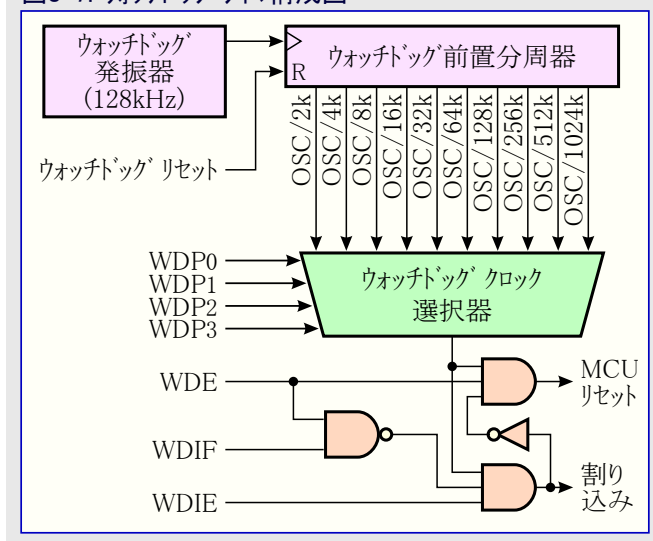 ウォッチドッグ
発振器
(128kHz)
ウォッチドッグ前置分周器
R
ウォッチドッグ リセット
OSC/2k
OSC/4k
OSC/8k
OSC/16k
OSC/32k
OSC/64k
OSC/128k
OSC/256k
OSC/512k
OSC/1024k
WDP0
WDP1
WDP2
WDP3
ウォッチドッグ クロック
選択器
WDE
WDIF
WDIE
MCU
リセット
割り
込み